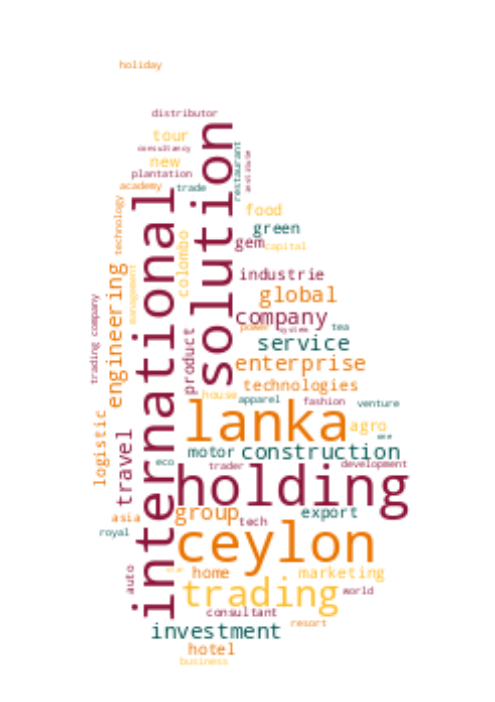 holiday
distributor
tour
consultancy
new
plantation
academy
trade
restaurant
solution
international
technology
food
green
gem
capital
colombo
management
engineering
industrie
global
company
power
system
tea
trading company
product
service
enterprise
technologies
house
apparel
fashion
venture
lanka
agro
logistic
travel
motor
construction
eco
trader
development
holding
asia
group
export
royal
tech
ceylon
auto
home
marketing
trading
world
consultant
investment
resort
hotel
business